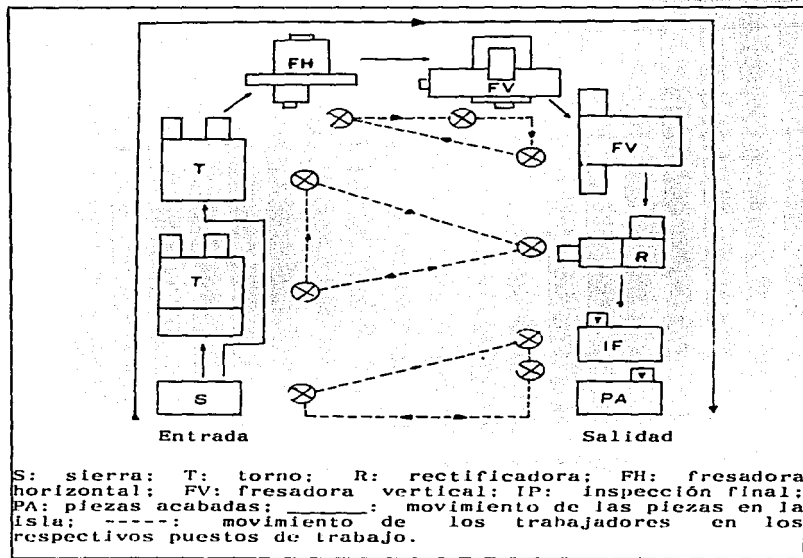 FH
FV
T
FV
T
R
IF
S
PA
Entrada
Salidad
S: sierra; T: torno; R: rectificadora; FH: fresadora
horizontal; FV: fresadora vertical; IP: inspección final;
PA: piezas acabadas; ______: movimiento de las piezas en la
isla; -----: movimiento de los trabajadores en los
respectivos puestos de trabajo.